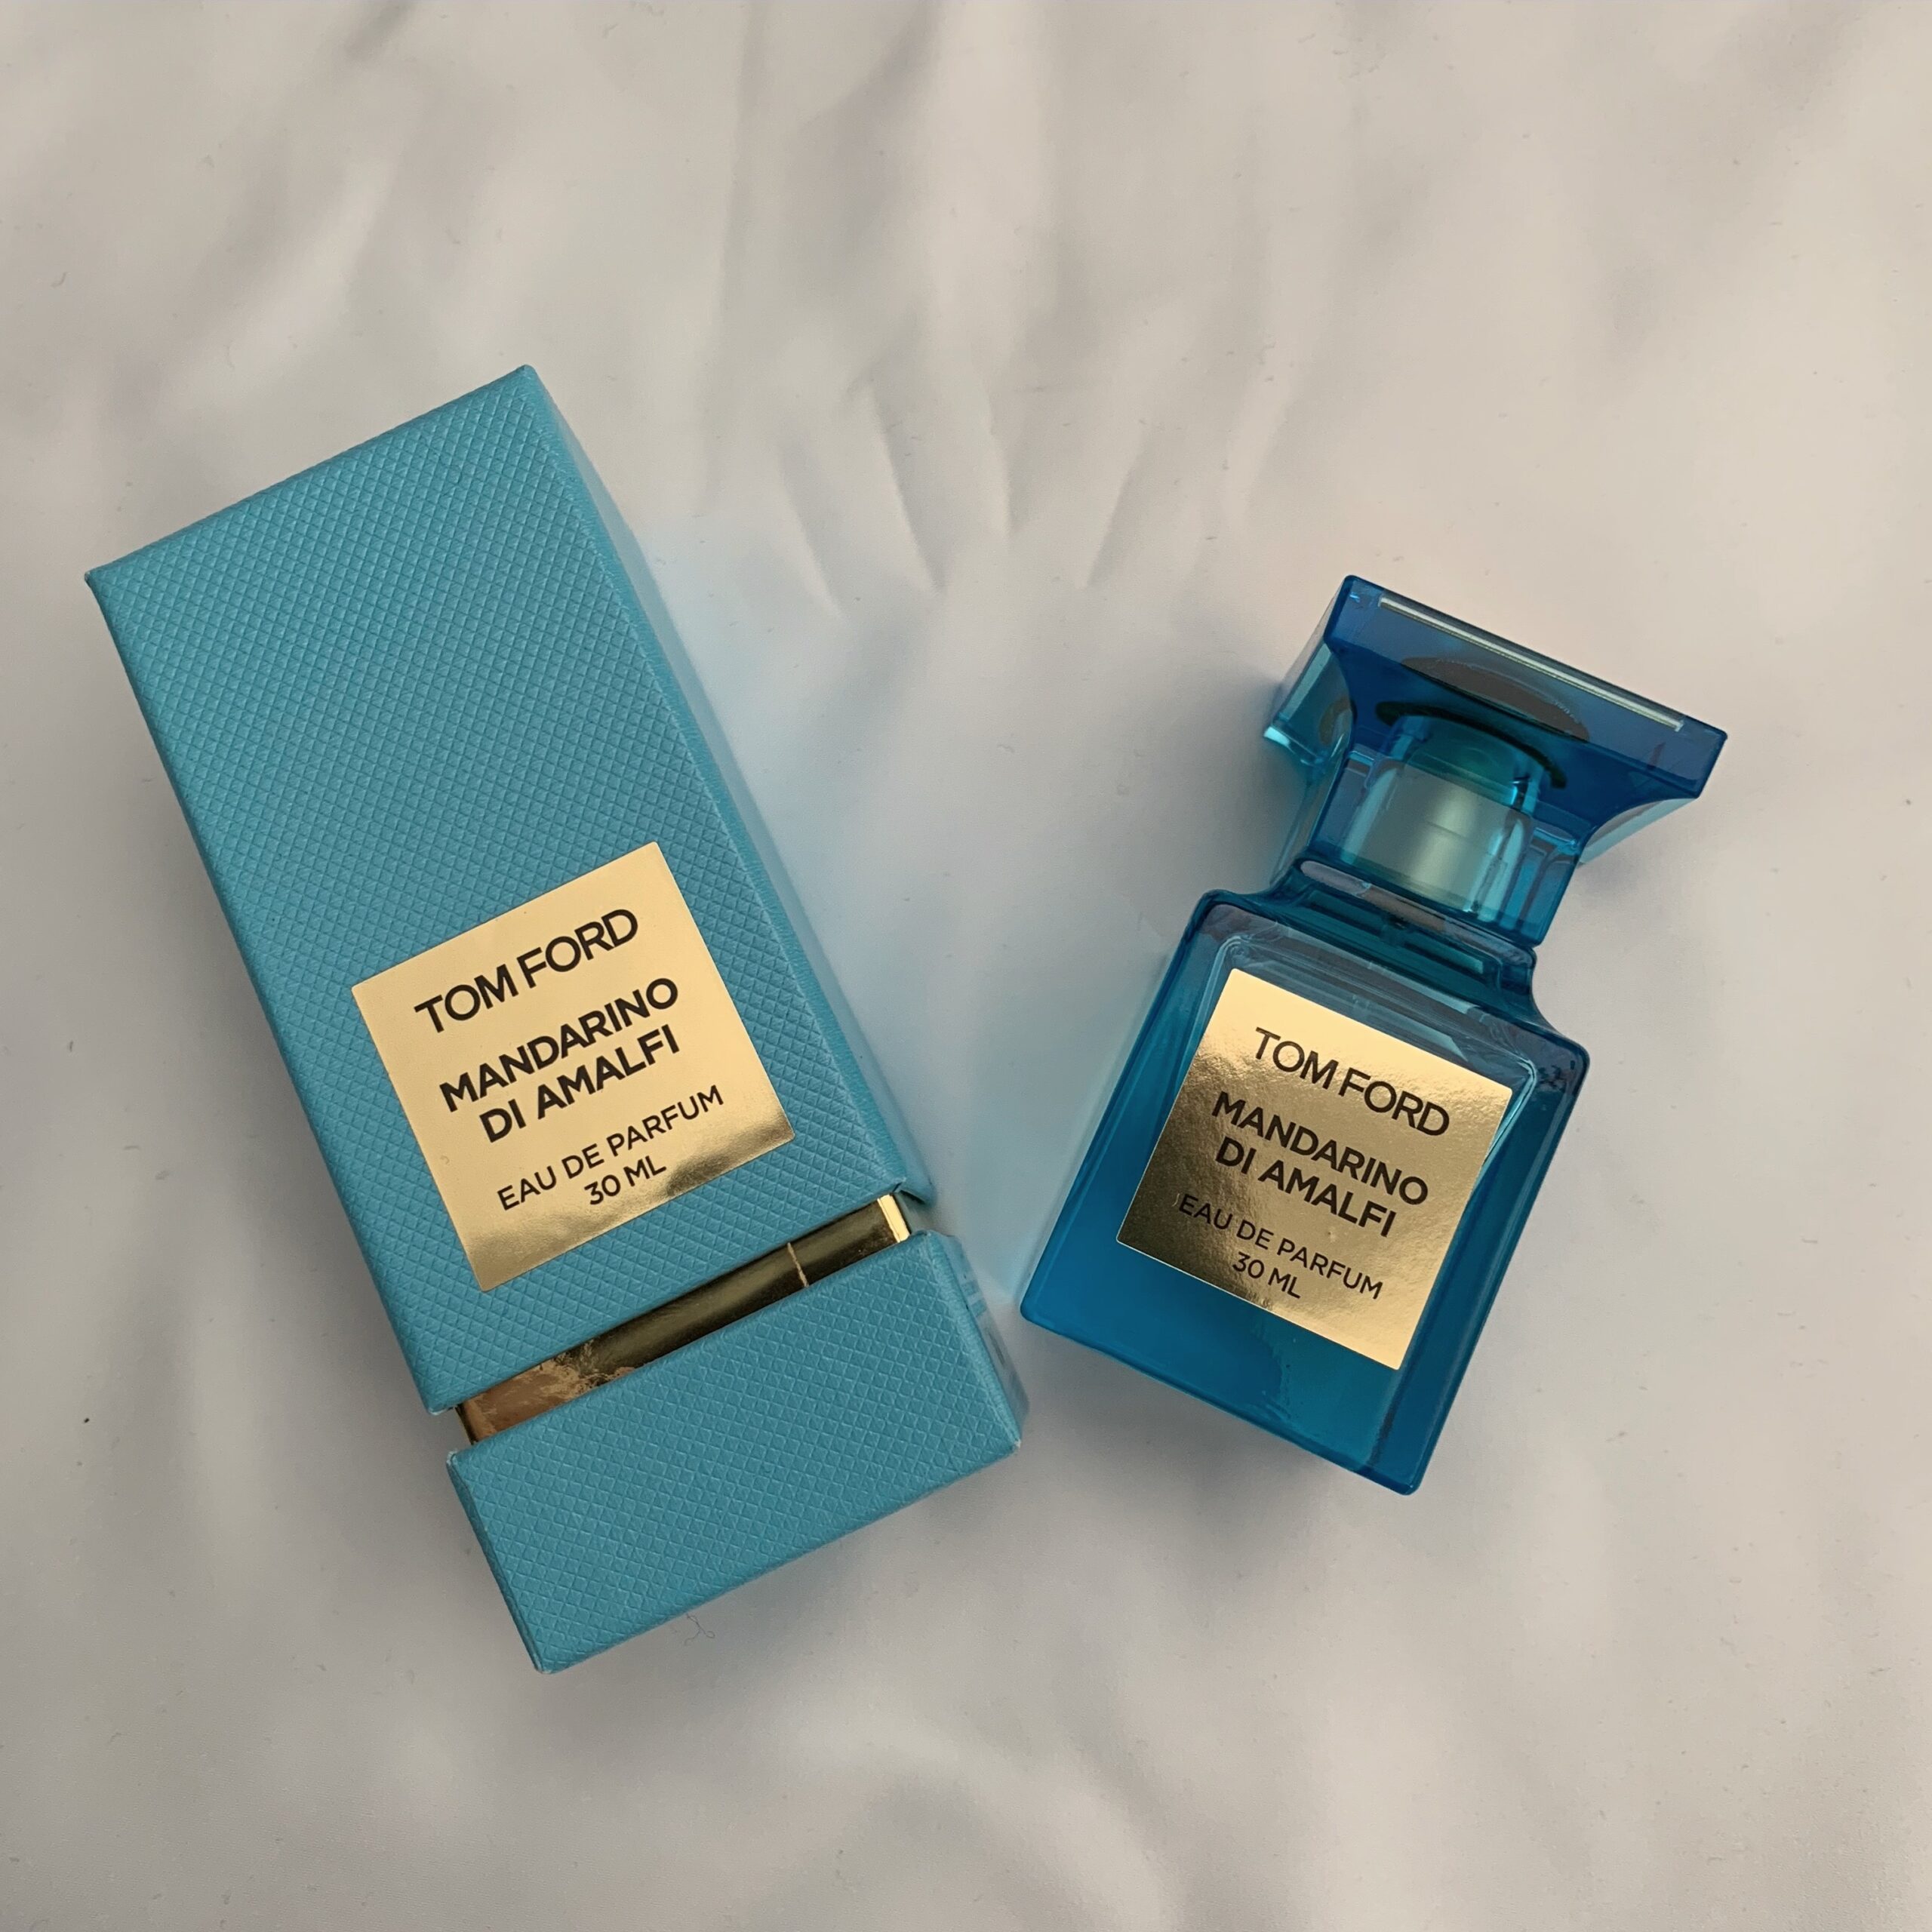 TOM FORD
MANDARINO
DI AMALFI
EAU DE PARFUM
30 ML
TOM FORD
MANDARINO
DI AMALFI
EAU DE PARFUM
30 ML